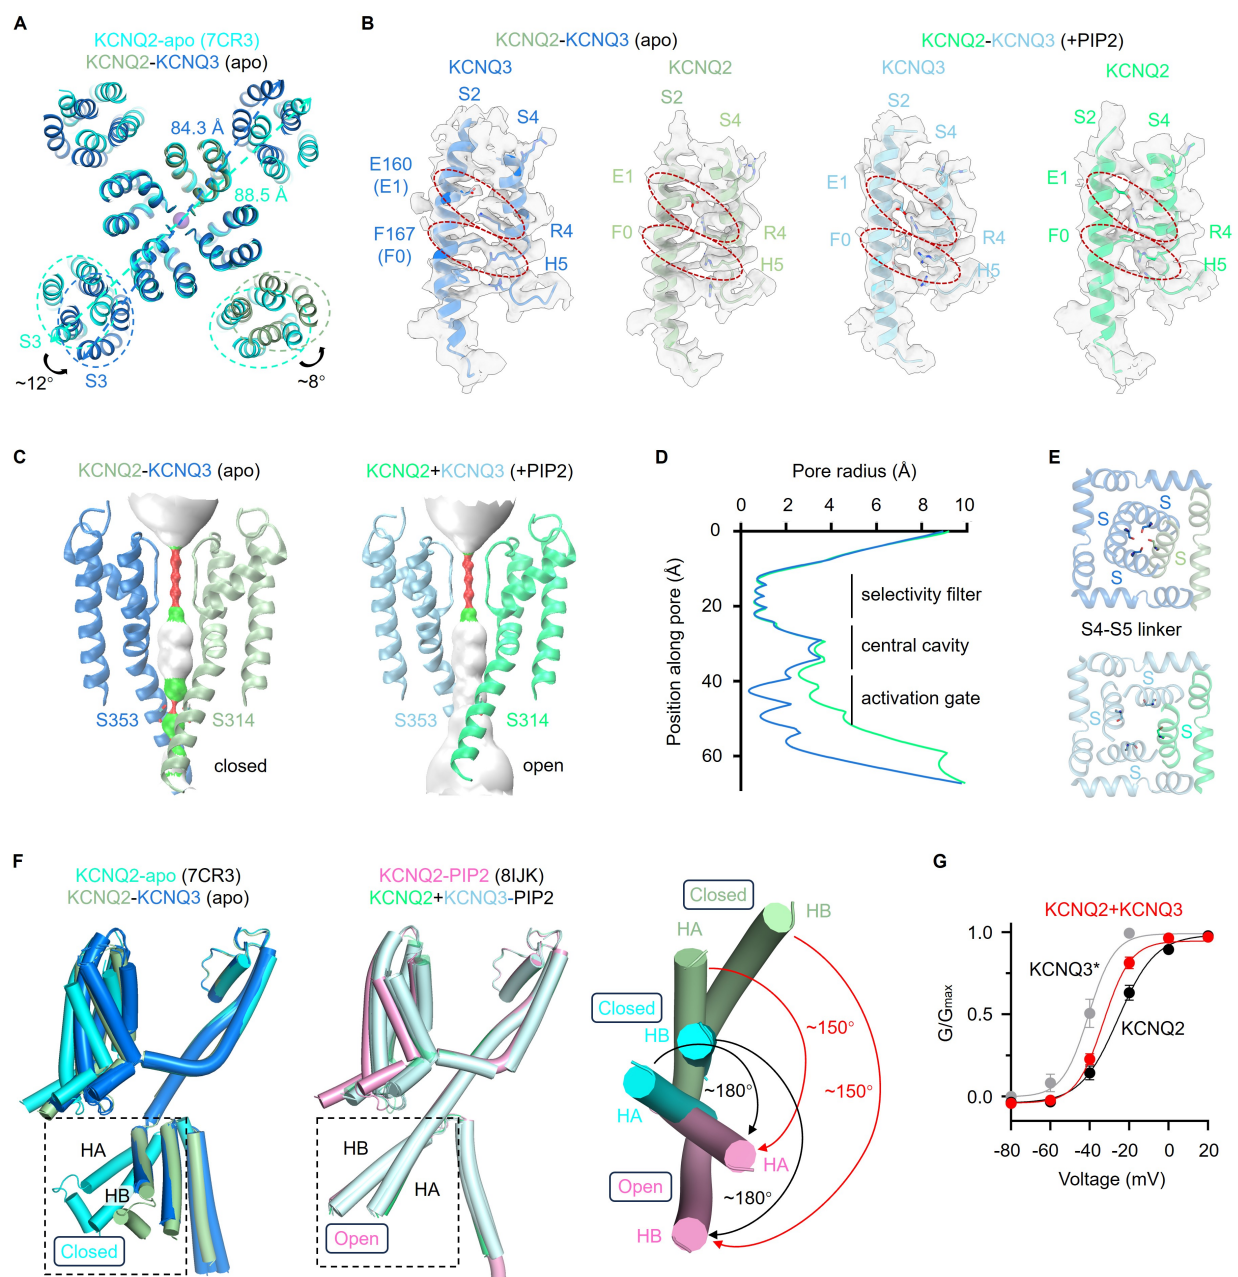 A
KCNQ2-apo (7CR3)
KCNQ2-KCNQ3 (apo)
84.3 Å
88.5 Å
S3
S3
~12°
~8°
B
KCNQ2-KCNQ3 (apo)
KCNQ3
KCNQ2
S2
S4
E160
(E1)
F167
(F0)
R4
H5
S2
S4
E1
F0
R4
H5
KCNQ2-KCNQ3 (+PIP2)
KCNQ3
KCNQ2
S2
S4
E1
F0
R4
H5
S2
S4
E1
F0
R4
H5
C
KCNQ2-KCNQ3 (apo)
S353
S314
closed
KCNQ2+KCNQ3 (+PIP2)
S353
S314
open
D
Pore radius (Å)
0 2 4 6 8 10
Position along pore (Å)
0
20
40
60
selectivity filter
central cavity
activation gate
E
S
S
S
S
S4-S5 linker
S
S
S
S
F
KCNQ2-apo (7CR3)
KCNQ2-KCNQ3 (apo)
HA
HB
Closed
KCNQ2-PIP2 (8IJK)
KCNQ2+KCNQ3-PIP2
HB
HA
Open
Closed
HA
HB
Closed
HB
HA
~150°
~150°
~180°
~180°
Open
HA
HB
G
KCNQ2+KCNQ3
KCNQ3*
KCNQ2
G/Gmax
1.0
0.5
0.0
-80 -60 -40 -20 0 20
Voltage (mV)